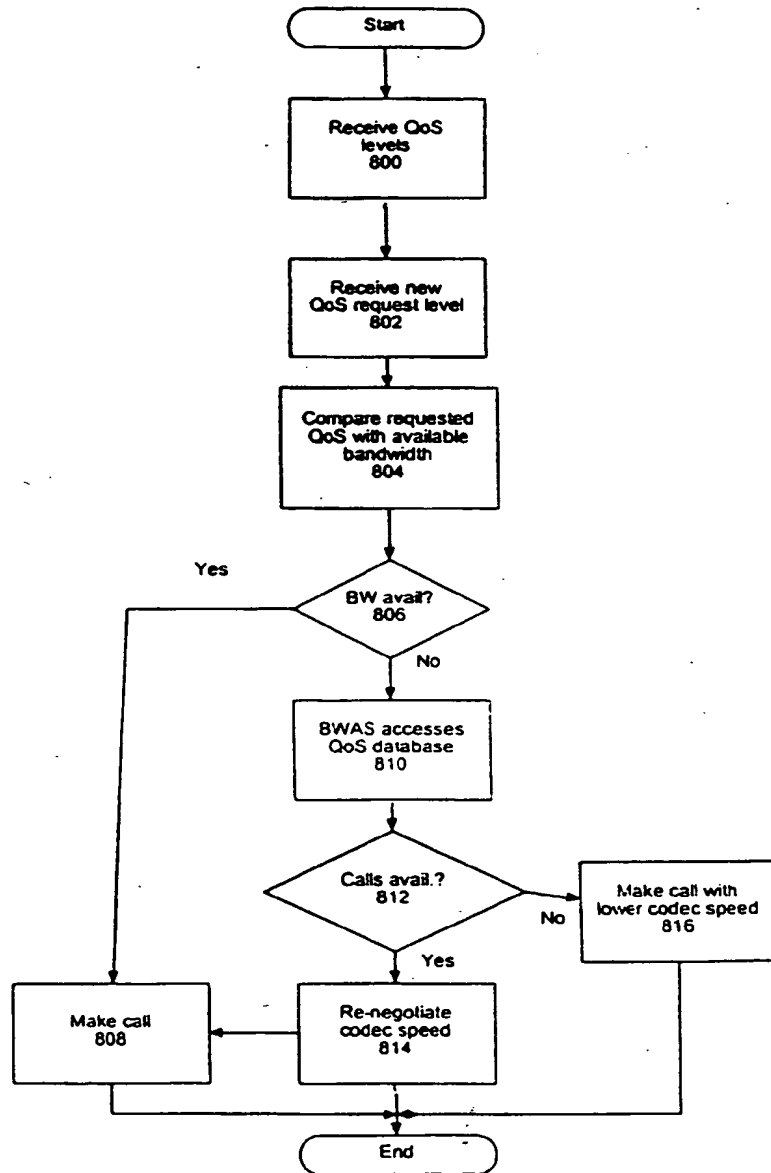 Start
Receive QoS
levels
800
Receive new
QoS request level
802
Compare requested
QoS with available
bandwidth
804
Yes
BW avail?
806
No
BWAS accesses
QoS database
810
Calls avail.?
812
No
Make call with
lower codec speed
816
Yes
Make call
808
Re-negotiate
codec speed
814
End